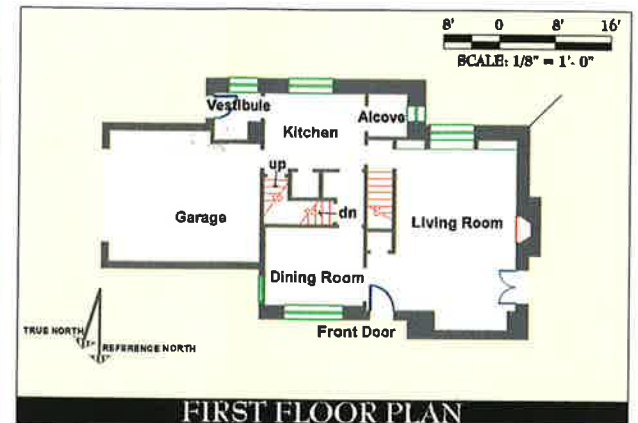 8' 0 8' 16'
SCALE: 1/8" = 1'- 0"
Vestibule
Kitchen
Alcove
up
Garage
dn
Living Room
Dining Room
TRUE NORTH
REFERENCE NORTH
Front Door
FIRST FLOOR PLAN